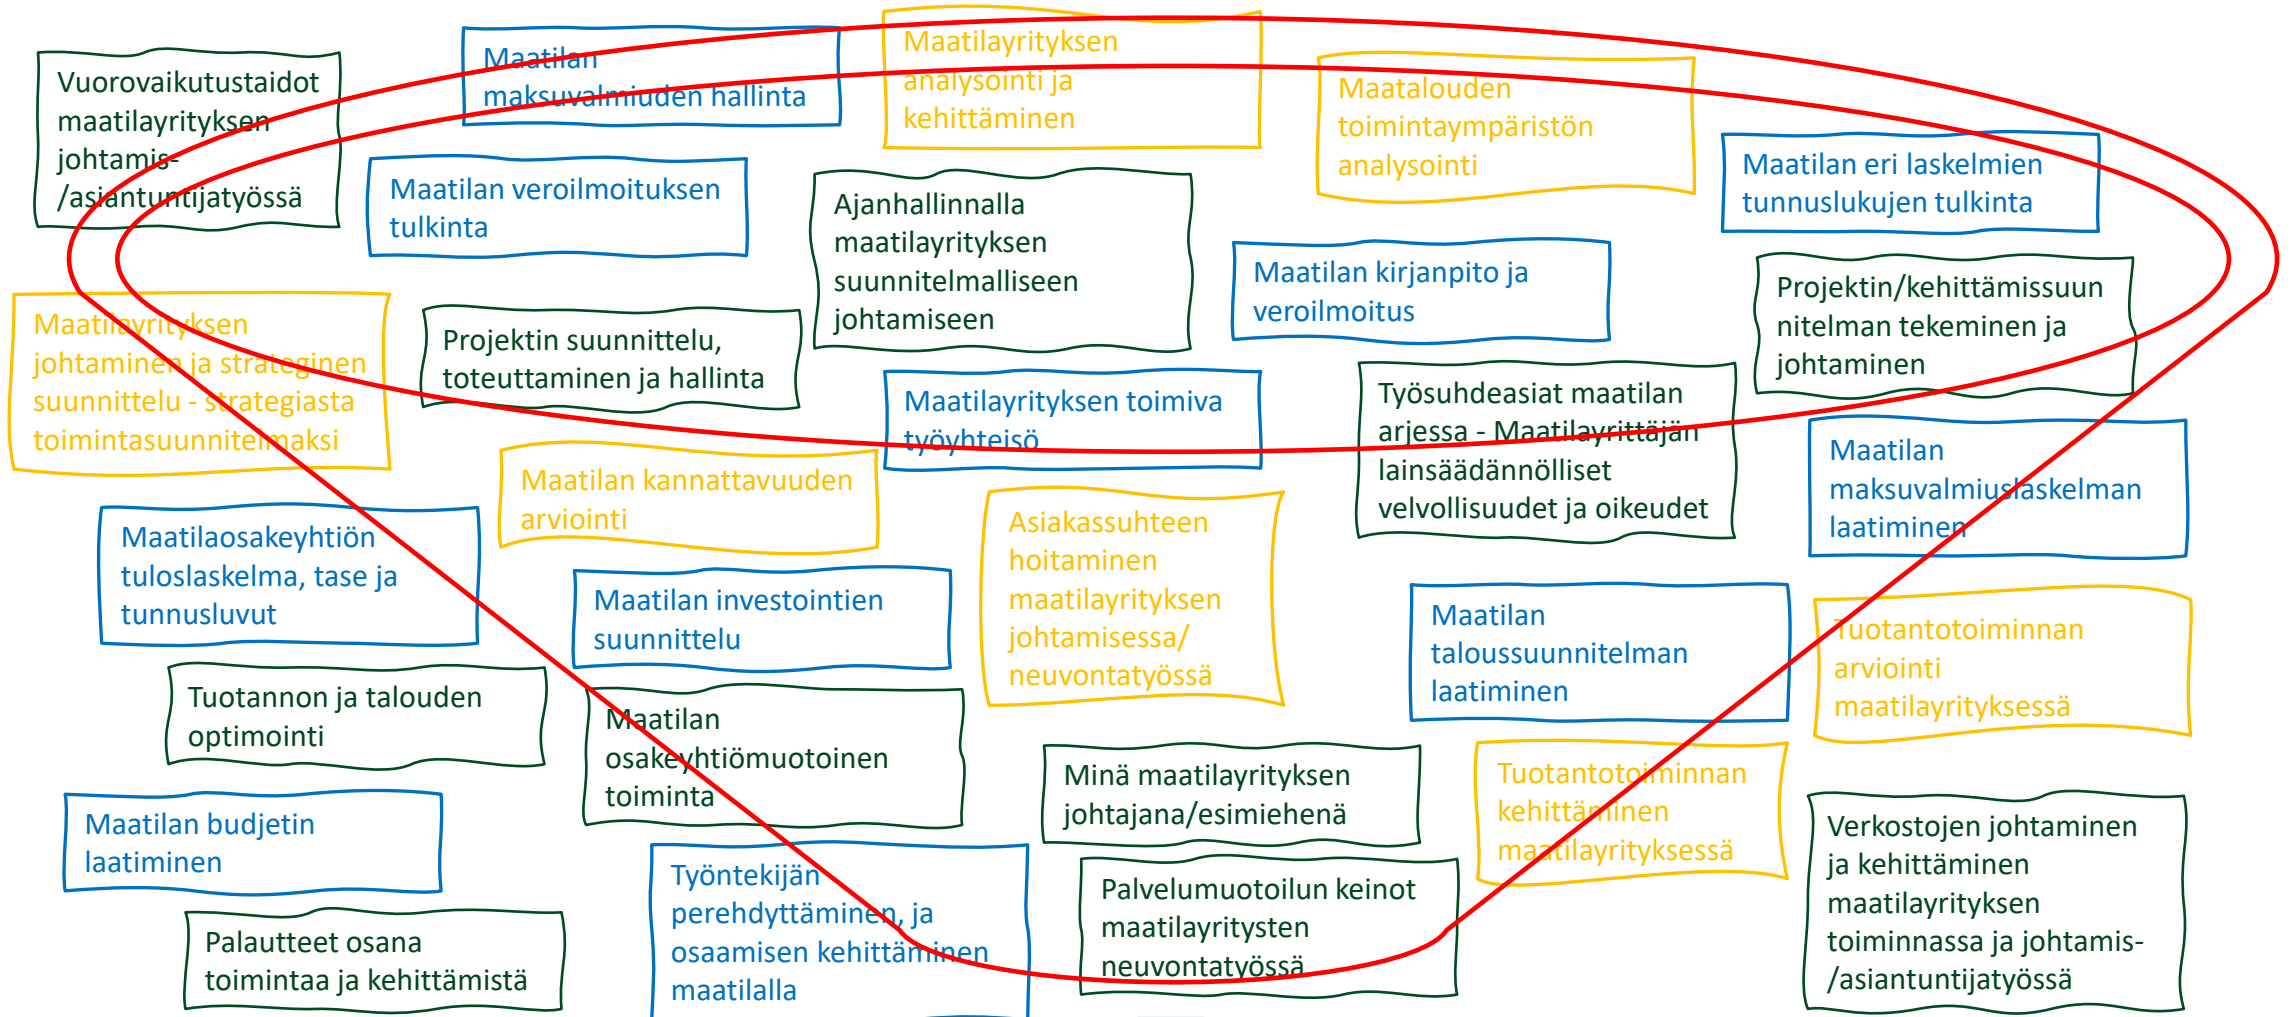 Vuorovaikutustaidot
maatilayrityksen
johtamis-
/asiantuntijatyössä
Maatilan
maksuvalmiuden hallinta
Maatilayrityksen
analysointi ja
kehittäminen
Maatalouden
toimintaympäristön
analysointi
Maatilan eri laskelmien
tunnuslukujen tulkinta
Maatilan veroilmoituksen
tulkinta
Ajanhallinnalla
maatilayrityksen
suunnitelmalliseen
johtamiseen
Maatilan kirjanpito ja
veroilmoitus
Projektin/kehittämissuun
nitelman tekeminen ja
johtaminen
Maatilayrityksen
johtaminen ja strateginen
suunnittelu - strategiasta
toimintasuunnitelmaksi
Projektin suunnittelu,
toteuttaminen ja hallinta
Maatilayrityksen toimiva
työyhteisö
Työsuhdeasiat maatilan
arjessa - Maatilayrittäjän
lainsäädännölliset
velvollisuudet ja oikeudet
Maatilan
maksuvalmiuslaskelman
laatiminen
Maatilan kannattavuuden
arviointi
Asiakassuhteen
hoitaminen
maatilayrityksen
johtamisessa/
neuvontatyössä
Maatilaosakeyhtiön
tuloslaskelma, tase ja
tunnusluvut
Maatilan investointien
suunnittelu
Maatilan
taloussuunnitelman
laatiminen
Tuotantotoiminnan
arviointi
maatilayrityksessä
Tuotannon ja talouden
optimointi
Maatilan
osakeyhtiömuotoinen
toiminta
Minä maatilayrityksen
johtajana/esimiehenä
Tuotantotoiminnan
kehittäminen
maatilayrityksessä
Maatilan budjetin
laatiminen
Työntekijän
perehdyttäminen, ja
osaamisen kehittäminen
maatilalla
Palvelumuotoilun keinot
maatilayritysten
neuvontatyössä
Verkostojen johtaminen
ja kehittäminen
maatilayrityksen
toiminnassa ja johtamis-
/asiantuntijatyössä
Palautteet osana
toimintaa ja kehittämistä